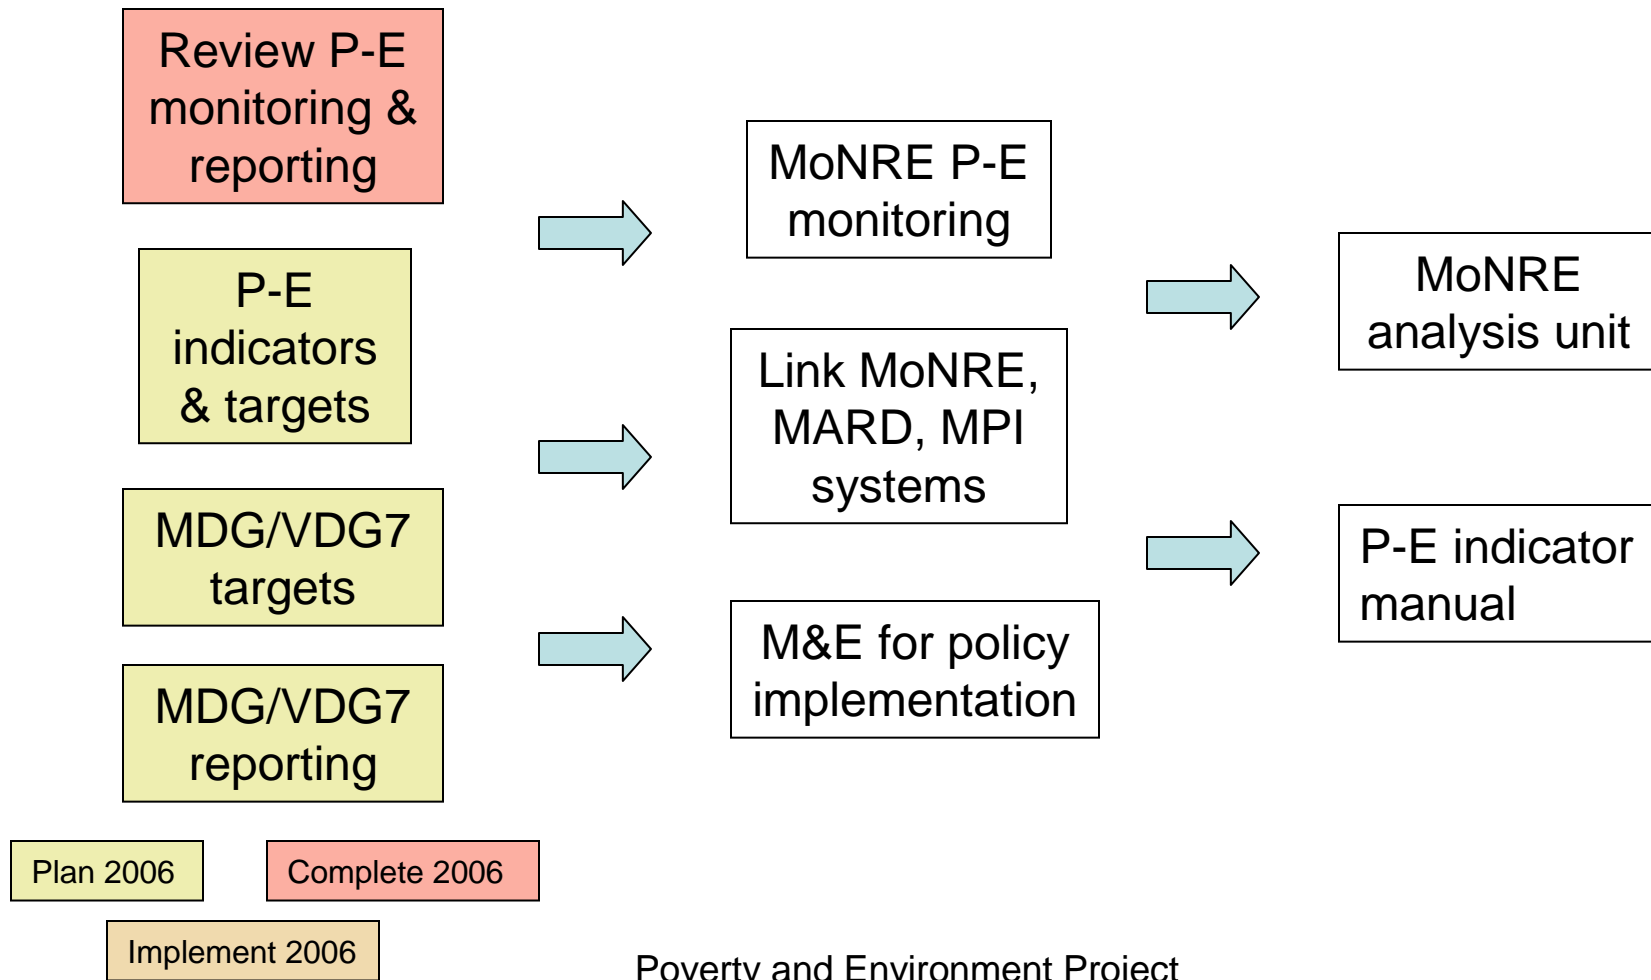 Review P-E
monitoring &
reporting
P-E
indicators
& targets
MDG/VDG7
targets
MDG/VDG7
reporting
MoNRE P-E
monitoring
Link MoNRE,
MARD, MPI
systems
M&E for policy
implementation
MoNRE
analysis unit
P-E indicator
manual
Plan 2006
Complete 2006
Implement 2006
Poverty and Environment Project